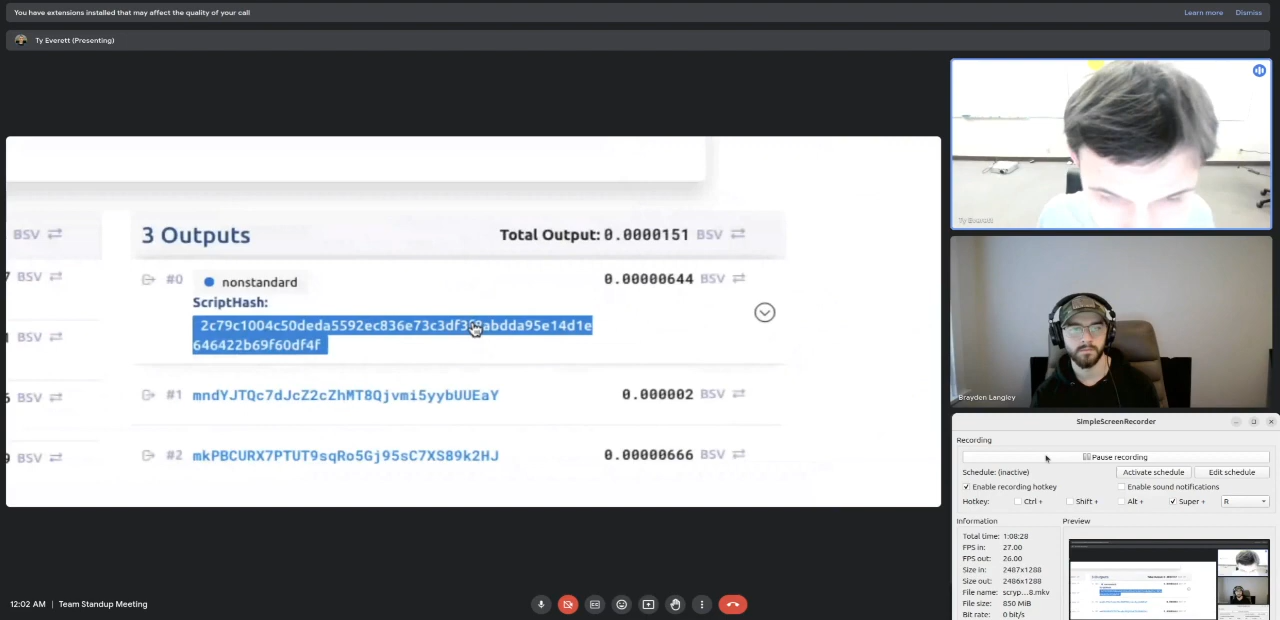 You have extensions installed that may affect the quality of your call
Learn more
Dismiss
Ty Everett (Presenting)
BSV
3 Outputs
Total Output: 0.0000151 BSV
BSV
#0
nonstandard
0.00000644 BSV
ScriptHash:
646422b69f60df4f
BSV
BSV
#1 mndYJTQc7dJcZ2cZhMT8Qjvmi5yybUUEaY
0.000002 BSV
BSV
#2 mkPBCURX7PTUT9sqRo5Gj95sC7XS89k2HJ
0.00000666 BSV
Ty Everett
Brayden Langley
SimpleScreenRecorder
Recording
Pause recording
Schedule: (inactive)
Activate schedule
Edit schedule
Enable recording hotkey
Enable sound notifications
Hotkey:
Ctrl +
Shift +
Alt +
Super +
R
Information
Preview
Total time: 1:08:28
FPS in: 27.00
FPS out: 26.00
Size in: 2487x1288
Size out: 2486x1288
File name: scryp...8.mkv
File size: 850 MiB
Bit rate: 0 bit/s
12:02 AM | Team Standup Meeting